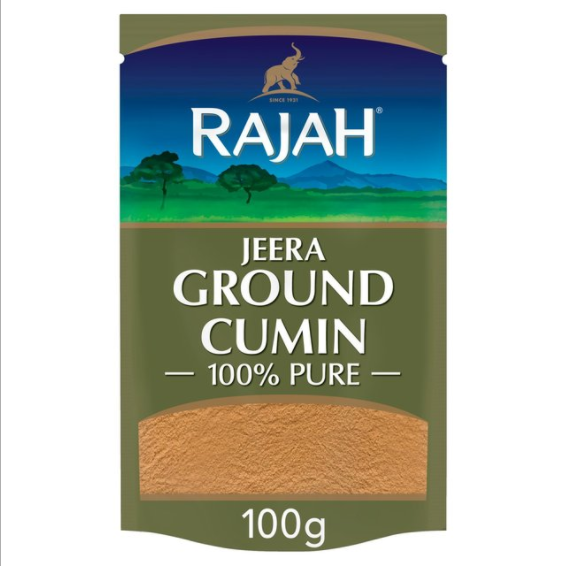 SINCE 1931
RAJAH®
JEERA
GROUND
CUMIN
— 100% PURE —
100g